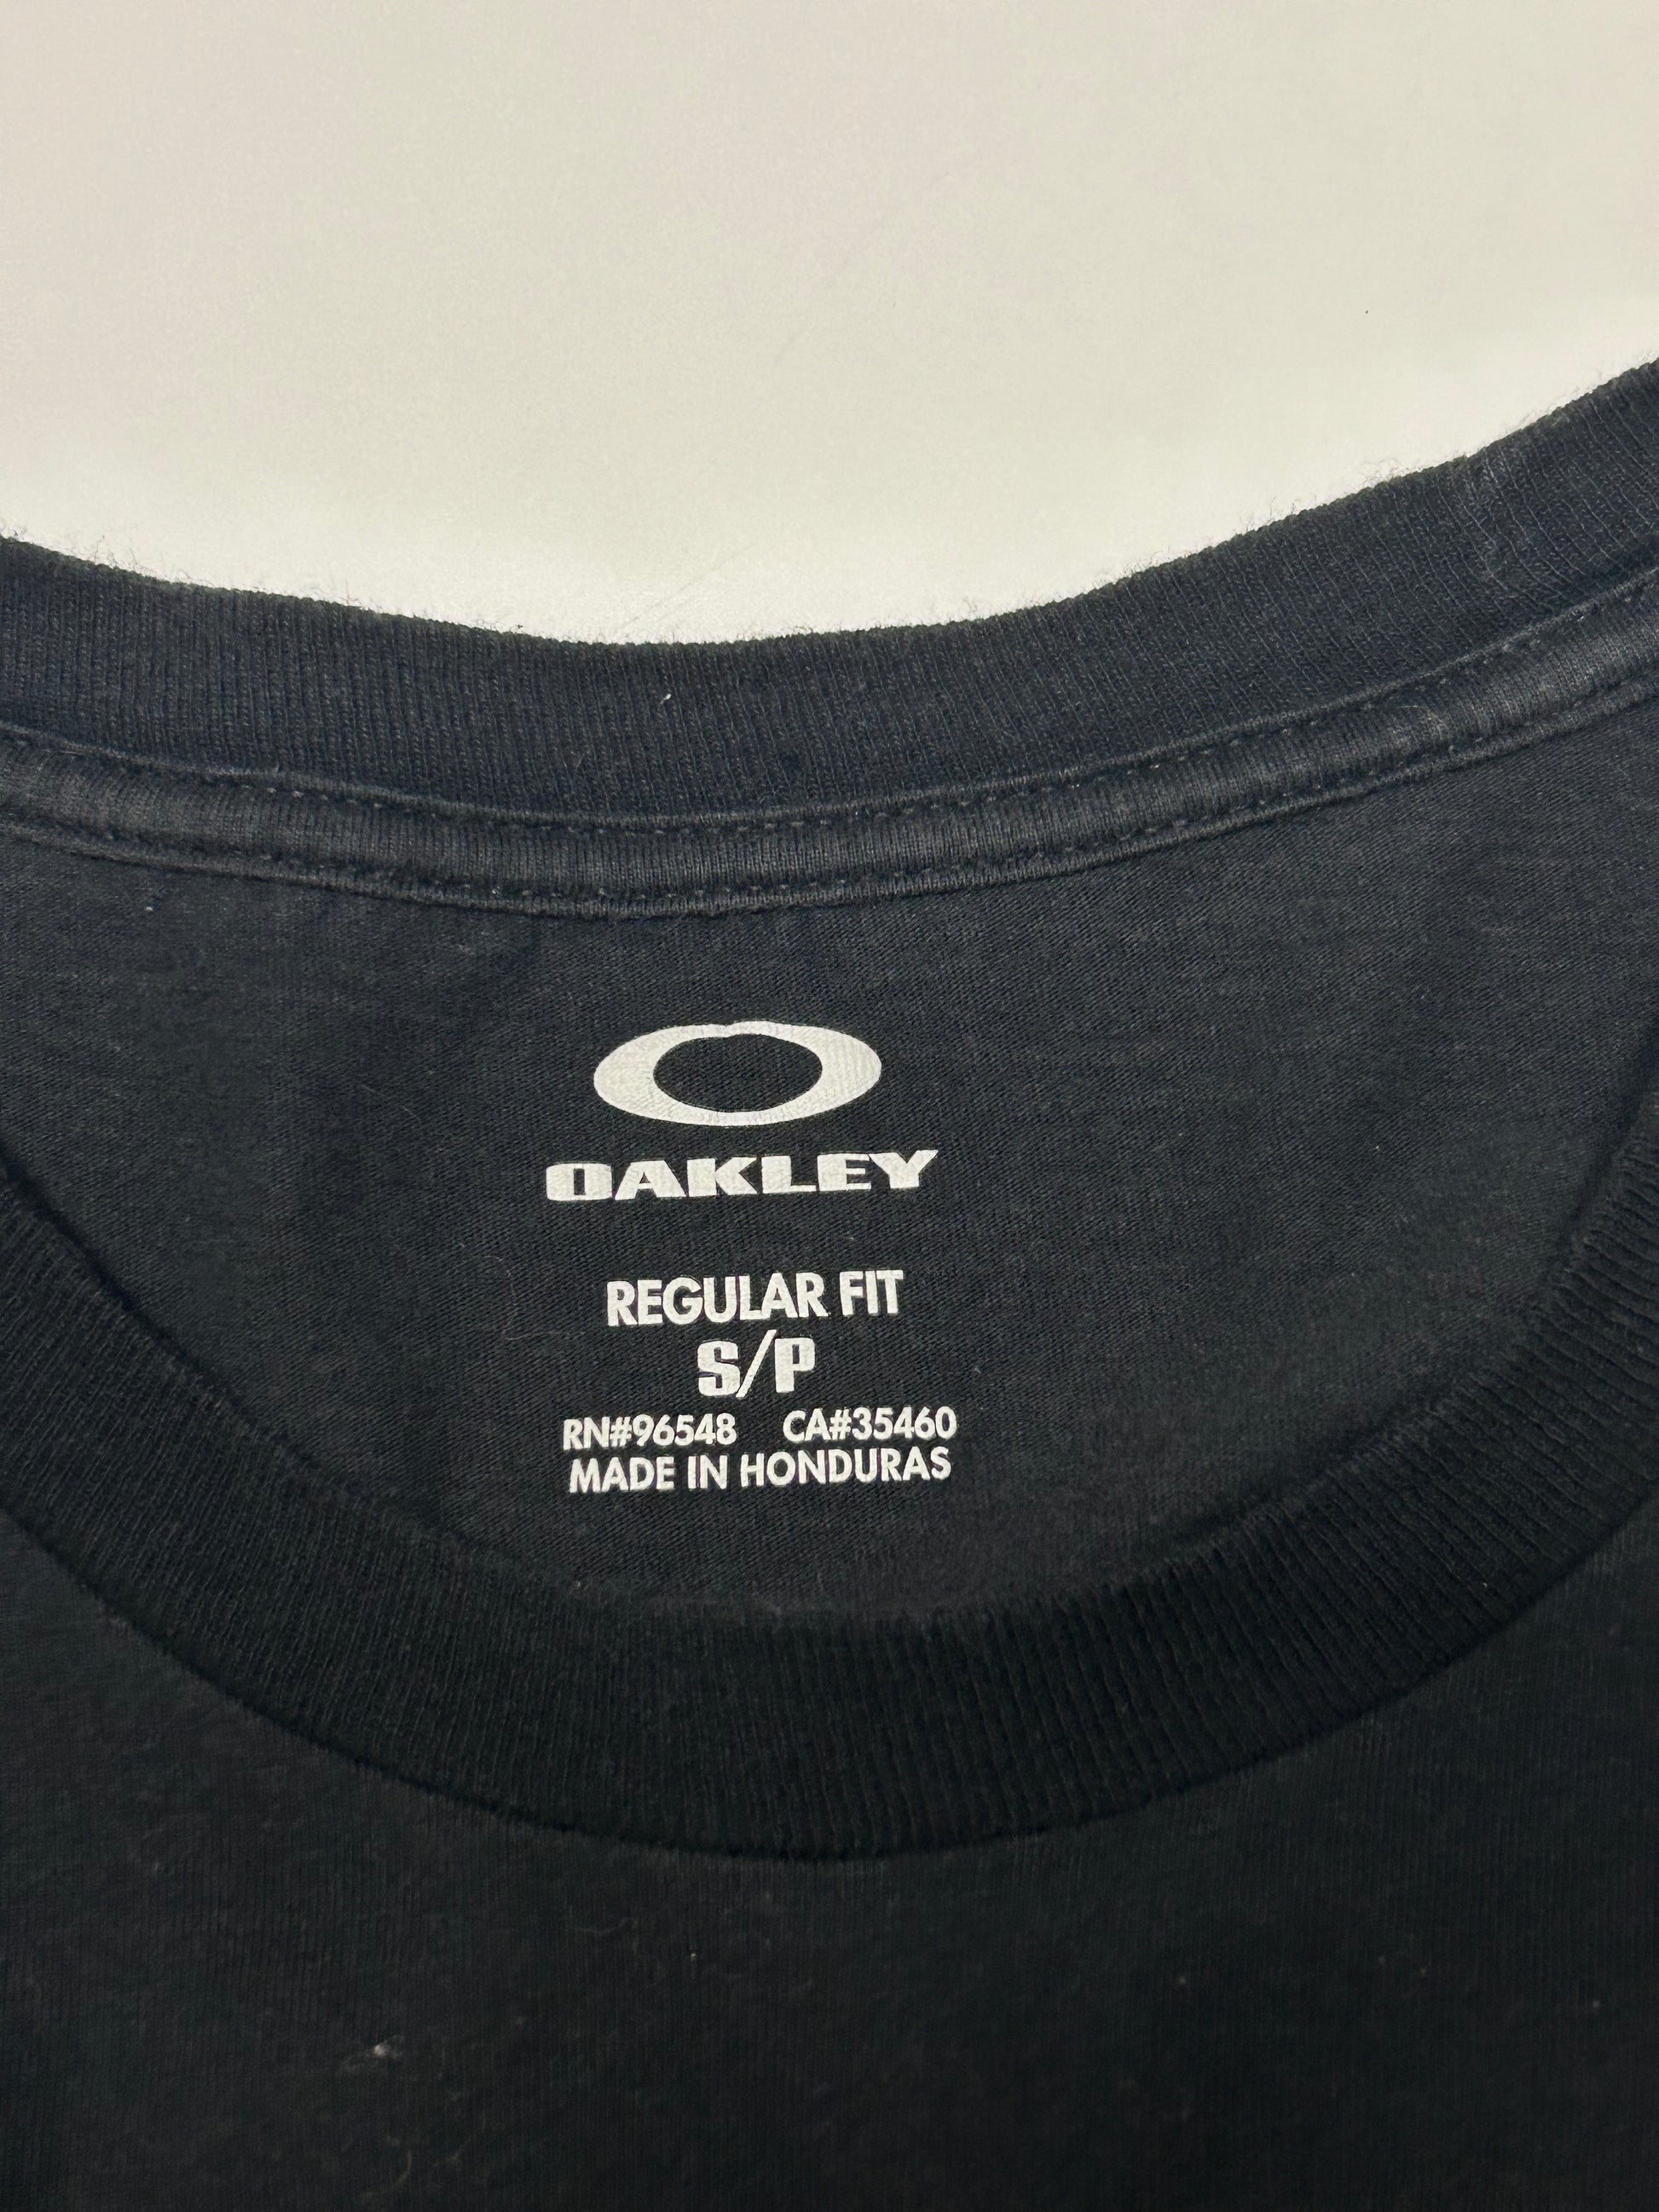 OAKLEY
REGULAR FIT
S/P
RN#96548 CA#35460
MADE IN HONDURAS